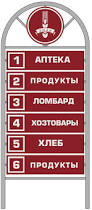 1 АПТЕКА
2 ПРОДУКТЫ
3 ЛОМБАРД
4 ХОЗТОВАРЫ
5 ХЛЕБ
6 ПРОДУКТЫ